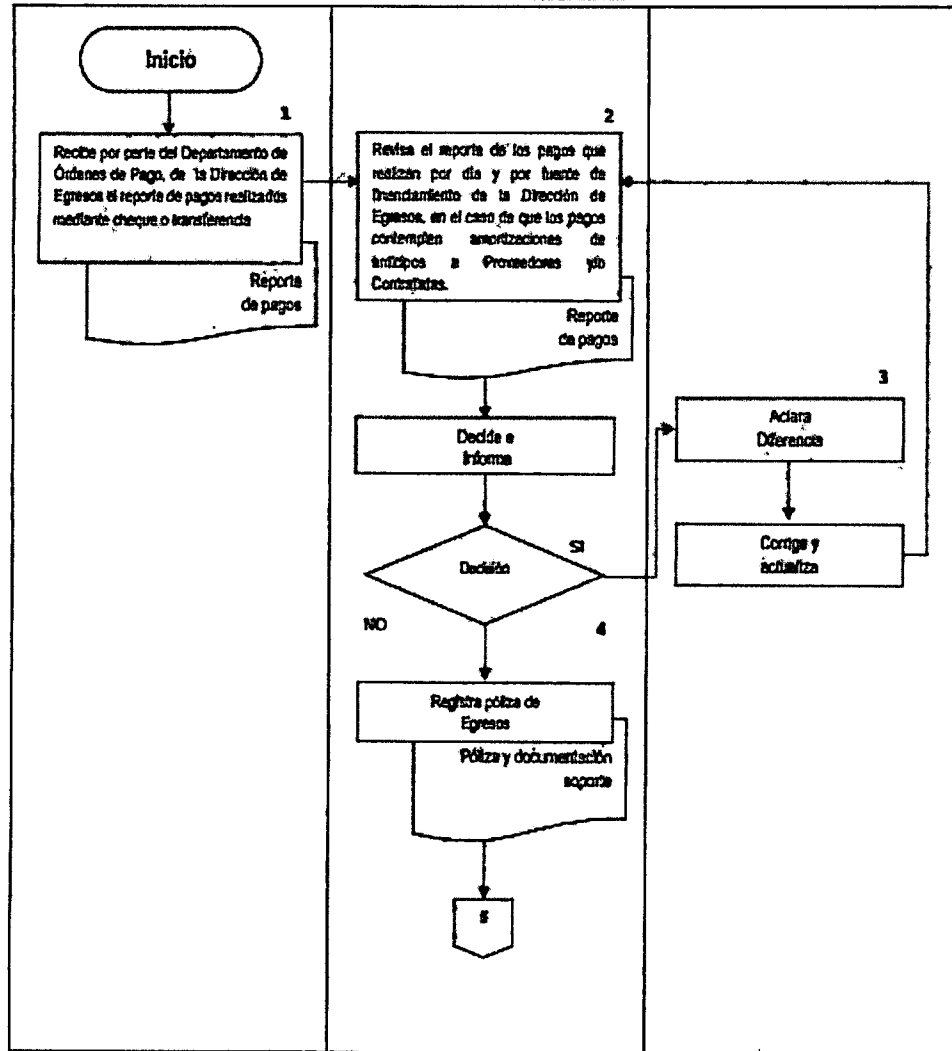 Inicio
1
Recibe por parte del Departamento de
Órdenes de Pago, de la Dirección de
Egresos el reporte de pagos realizados
mediante cheque o transferencia
Reporte
de pagos
2
Revisa el reporte de los pagos que
realizan por día y por fuente de
financiamiento de la Dirección de
Egresos, en el caso de que los pagos
contemplen amortizaciones de
anticipos a Proveedores y/o
Contratistas.
Reporte
de pagos
Decide e
Informa
Decisión
SI
NO
3
Aclara
Diferencia
Corrige y
actualiza
4
Registra póliza de
Egresos
Póliza y documentación
soporte